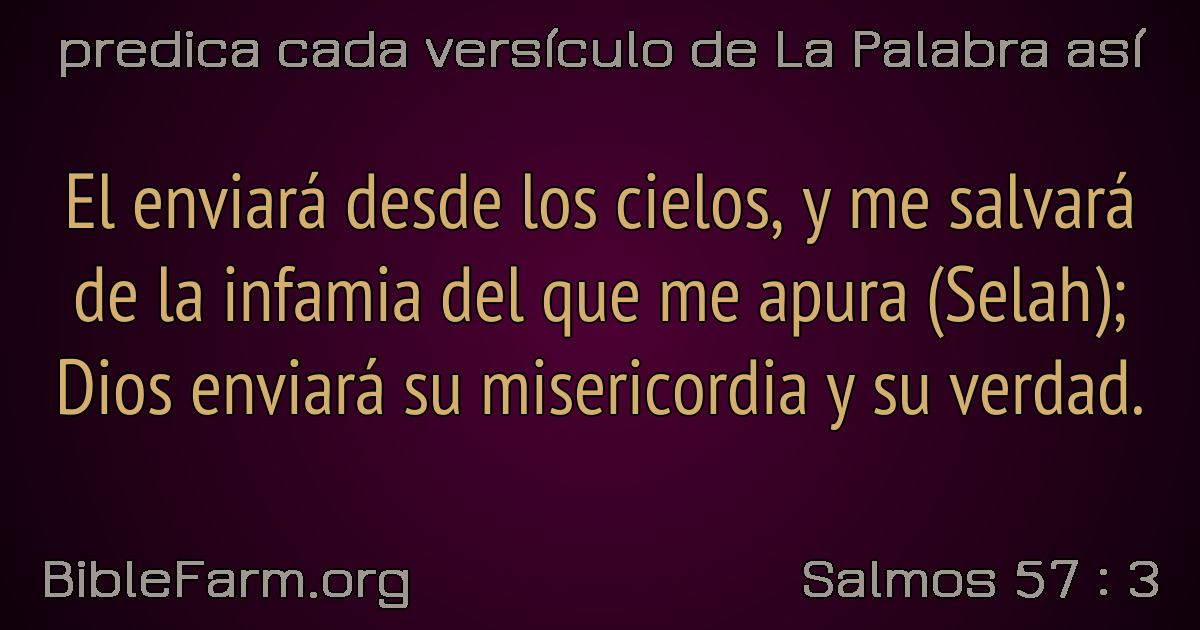 predica cada versículo de La Palabra así
El enviará desde los cielos, y me salvará
de la infamia del que me apura (Selah);
Dios enviará su misericordia y su verdad.
BibleFarm.org
Salmos 57 : 3